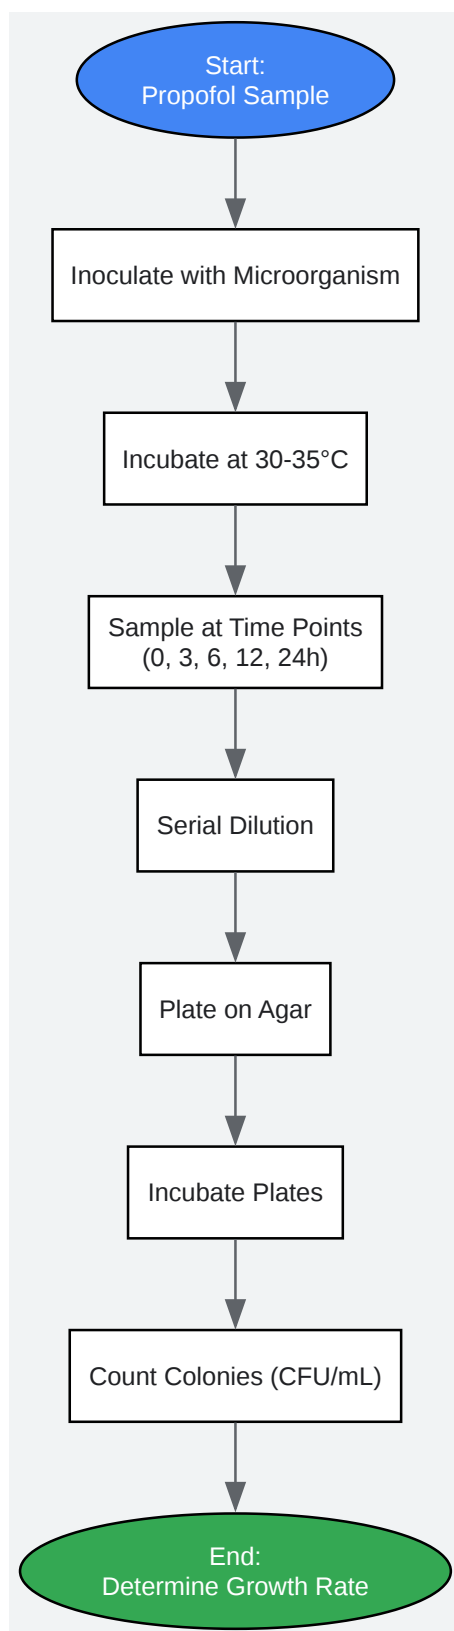 Start:
Propofol Sample
Inoculate with Microorganism
Incubate at 30-35°C
Sample at Time Points
(0, 3, 6, 12, 24h)
Serial Dilution
Plate on Agar
Incubate Plates
Count Colonies (CFU/mL)
End:
Determine Growth Rate